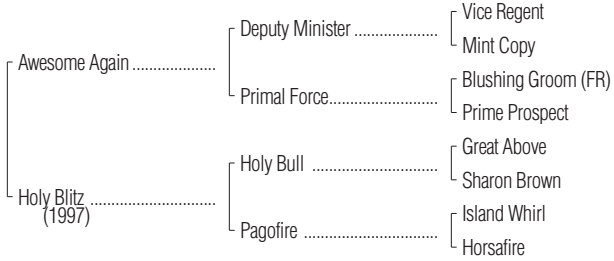 Vice Regent
Deputy Minister ...................
Mint Copy
Awesome Again ...................
Blushing Groom (FR)
Primal Force.........................
Prime Prospect
Great Above
Holy Bull .............................
Sharon Brown
Holy Blitz .............................
(1997)
Island Whirl
Pagofire ...............................
Horsafire